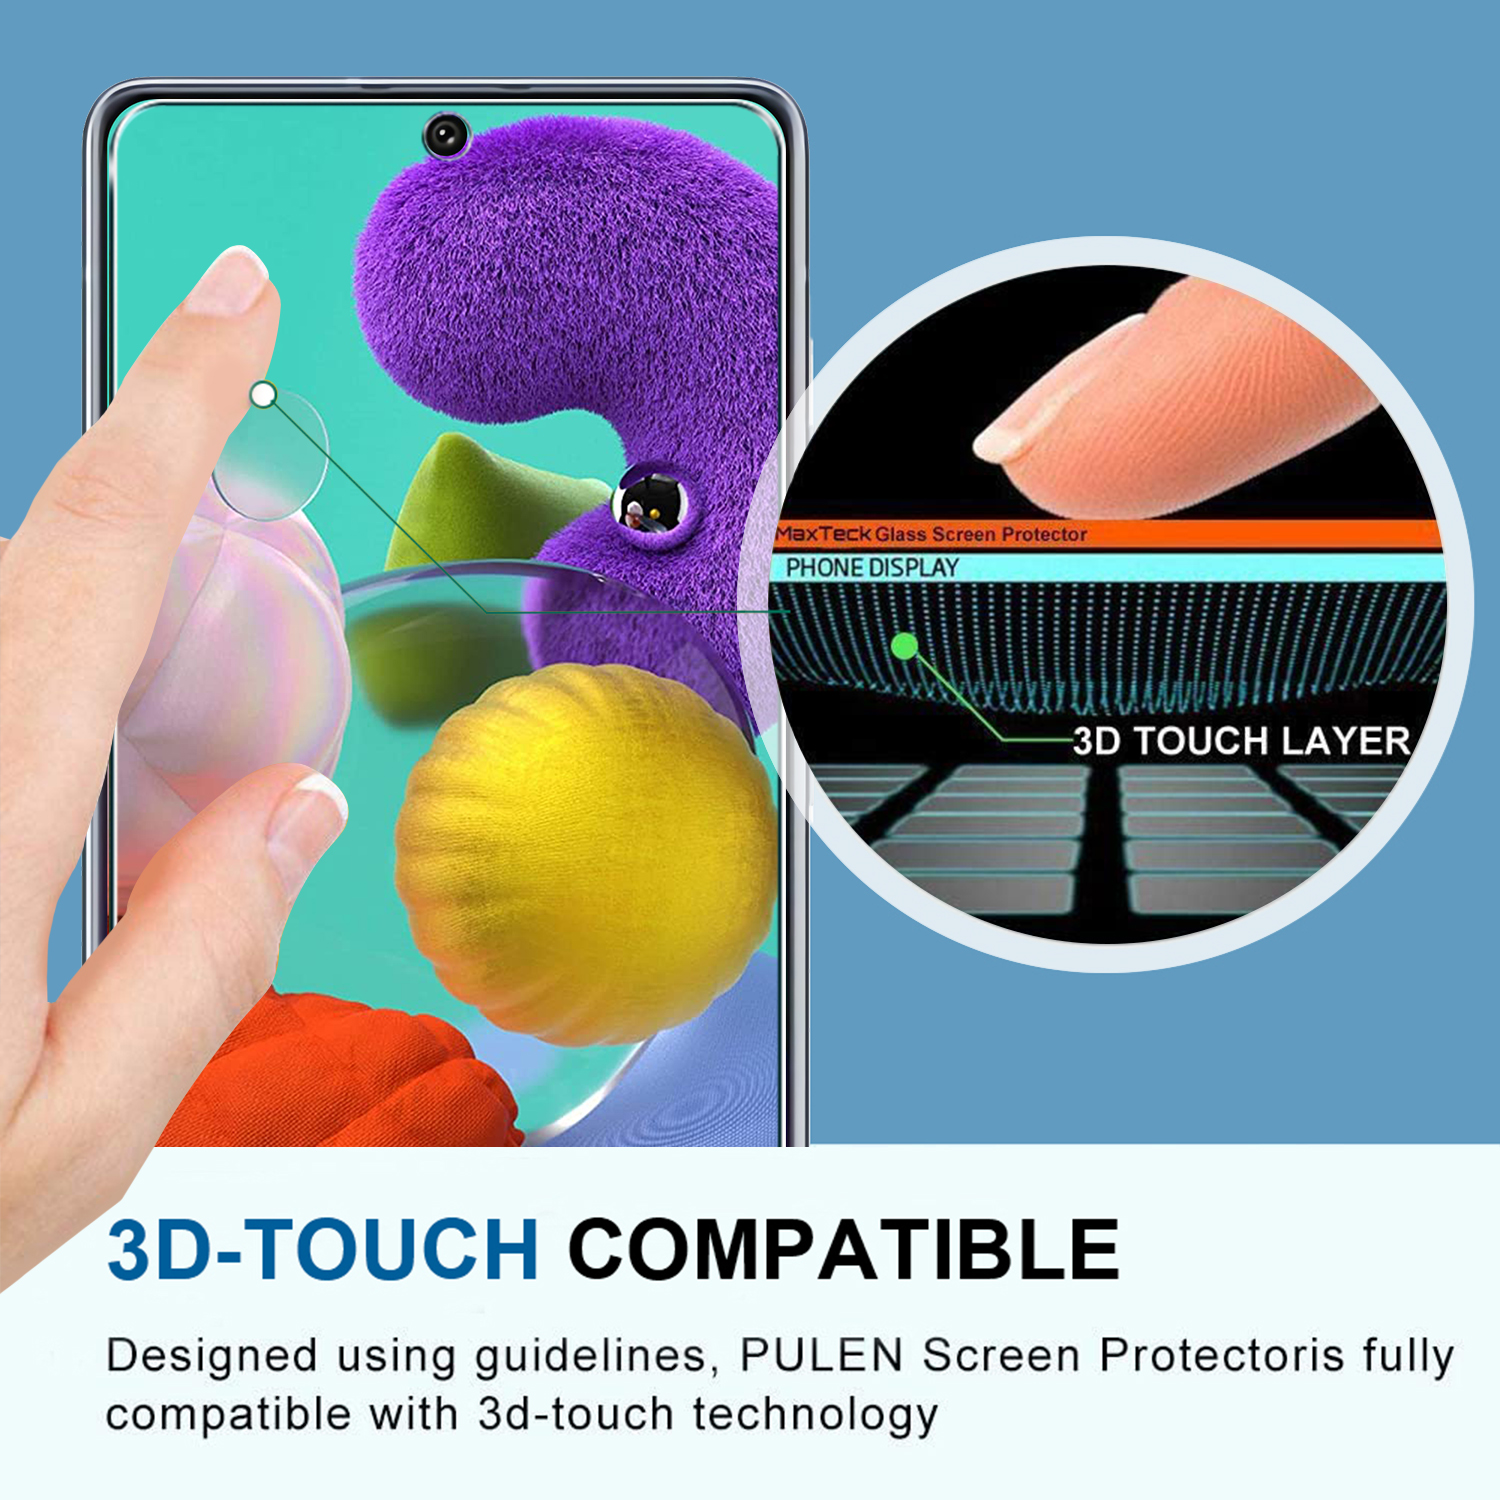 MaxTeck Glass Screen Protector
PHONE DISPLAY
3D TOUCH LAYER
3D-TOUCH COMPATIBLE
Designed using guidelines, PULEN Screen Protectoris fully
compatible with 3d-touch technology